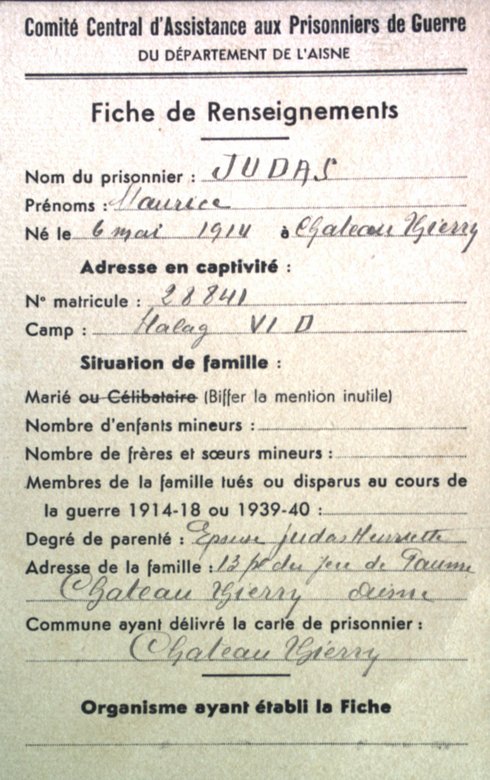 Comité Central d'Assistance aux Prisonniers de Guerre
DU DÉPARTEMENT DE L'AISNE
Fiche de Renseignements
Nom du prisonnier : JUDAS
Prénoms : Maurice
Né le 6 mai 1914 à Chateau Thierry
Adresse en captivité :
N° matricule : 28841
Camp : Stalag VI D
Situation de famille :
Marié ou Célibataire (Biffer la mention inutile)
Nombre d'enfants mineurs :
Nombre de frères et sœurs mineurs :
Membres de la famille tués ou disparus au cours de
la guerre 1914-18 ou 1939-40 :
Degré de parenté : Epouse Judas Henriette
Adresse de la famille : 13 du jeu de Paume
Chateau Thierry Aisne
Commune ayant délivré la carte de prisonnier :
Chateau Thierry
Organisme ayant établi la Fiche